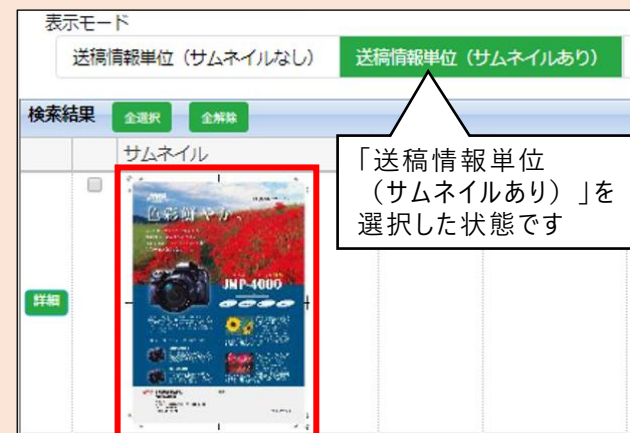 表示モード
送稿情報単位（サムネイルなし）
送稿情報単位（サムネイルあり）
検索結果
全選択
全解除
サムネイル
「送稿情報単位
（サムネイルあり）」を
選択した状態です
色彩鮮やか。
JMP-4000
詳細